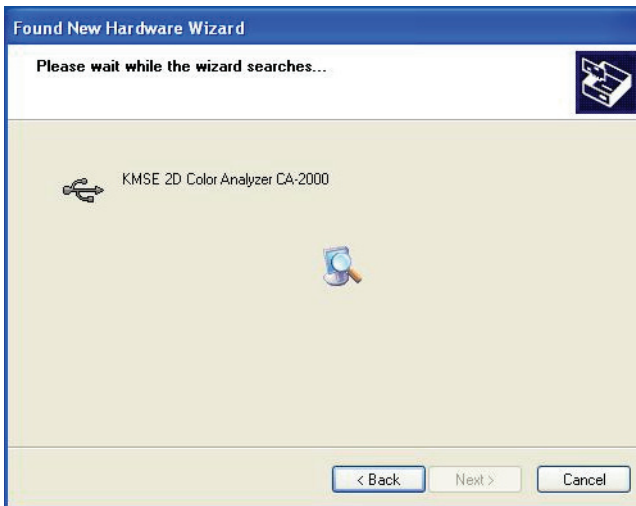 Found New Hardware Wizard
Please wait while the wizard searches...
KMSE 2D Color Analyzer CA-2000
< Back
Next >
Cancel